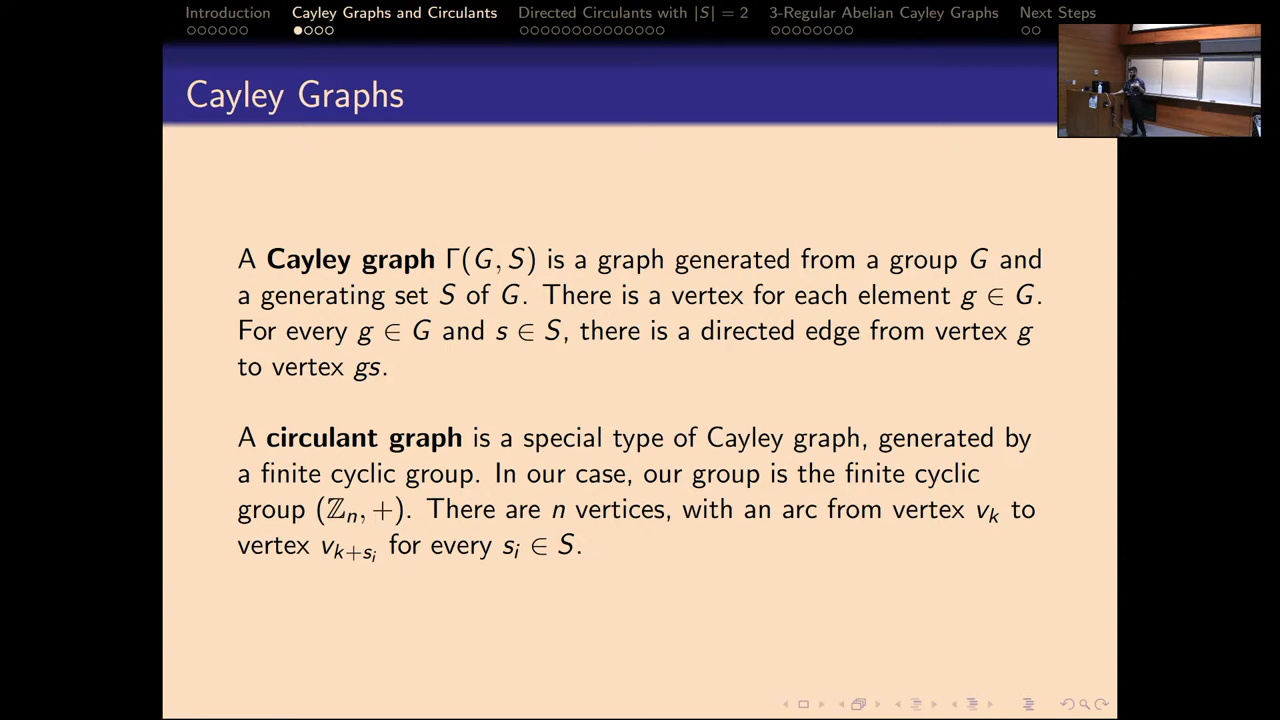 Introduction Cayley Graphs and Circulants Directed Circulants with |S| = 2 3-Regular Abelian Cayley Graphs Next Steps
Cayley Graphs
A Cayley graph Γ(G, S) is a graph generated from a group G and
a generating set S of G. There is a vertex for each element g ∈ G.
For every g ∈ G and s ∈ S, there is a directed edge from vertex g
to vertex gs.
A circulant graph is a special type of Cayley graph, generated by
a finite cyclic group. In our case, our group is the finite cyclic
group (ℤₙ, +). There are n vertices, with an arc from vertex v_k to
vertex v_{k+s_i} for every s_i ∈ S.